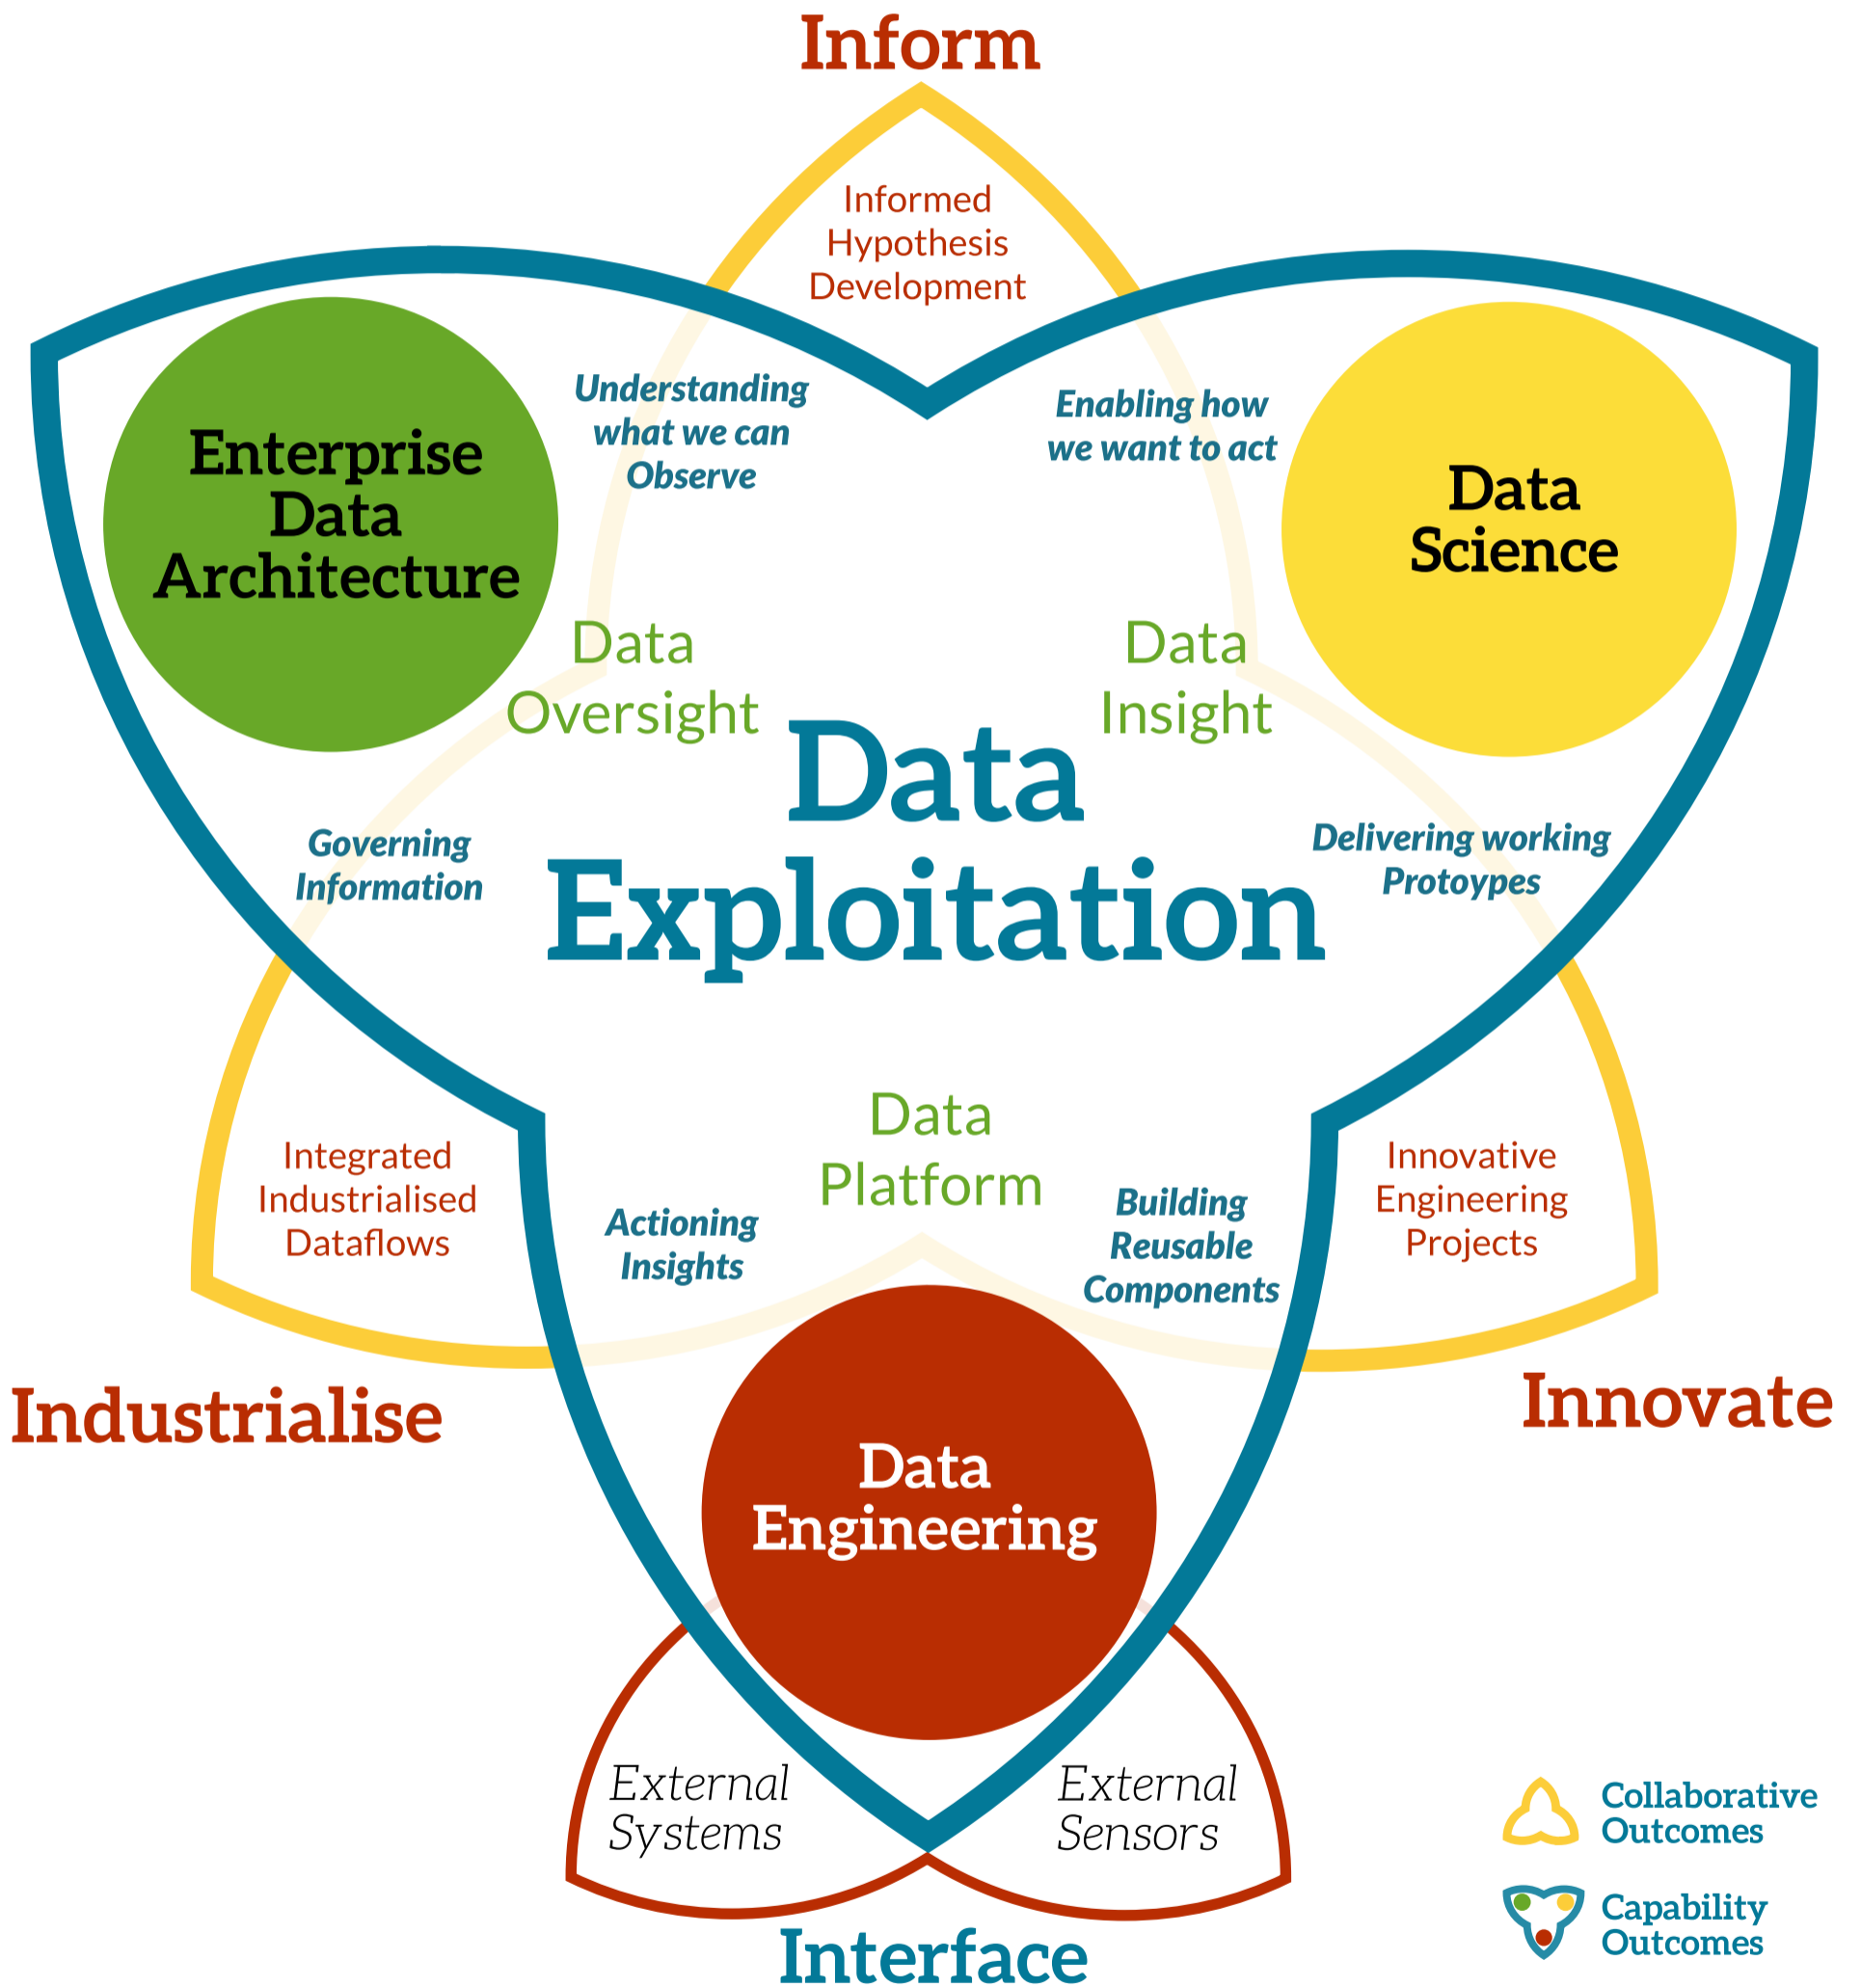 Inform
Informed
Hypothesis
Development
Understanding
what we can
Observe
Enabling how
we want to act
Enterprise
Data
Architecture
Data
Science
Data
Oversight
Data
Insight
Data
Exploitation
Governing
Information
Delivering working
Protoypes
Data
Platform
Integrated
Industrialised
Dataflows
Actioning
Insights
Building
Reusable
Components
Innovative
Engineering
Projects
Industrialise
Innovate
Data
Engineering
External
Systems
External
Sensors
Interface
Collaborative
Outcomes
Capability
Outcomes